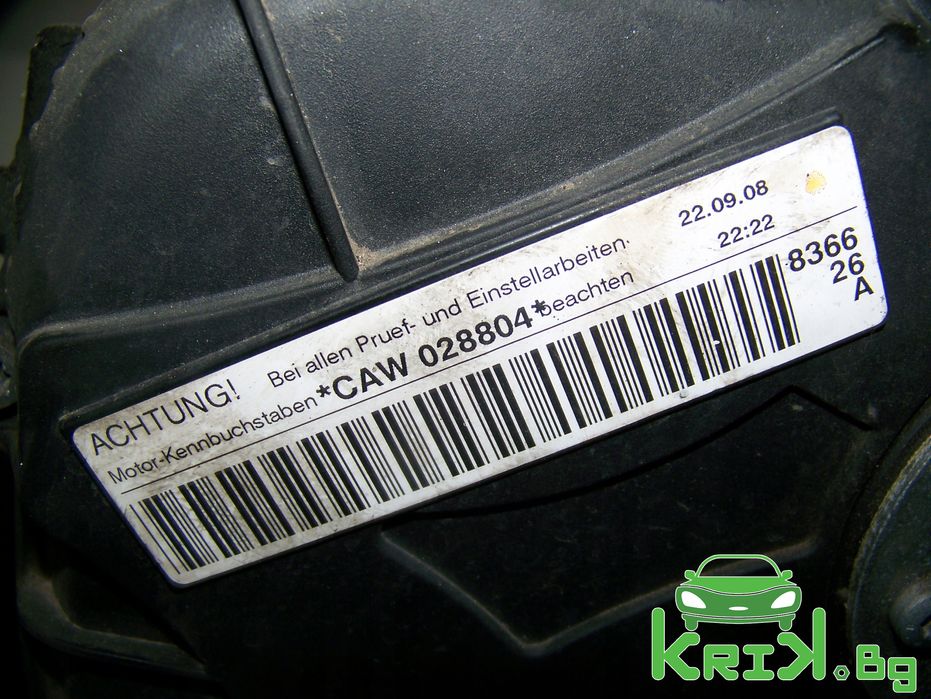 ACHTUNG! Bei allen Pruef- und Einstellarbeiten 22.09.08
Motor-Kennbuchstaben *CAW 028804* beachten 22:22
8366
26
A
KRIK.Bg